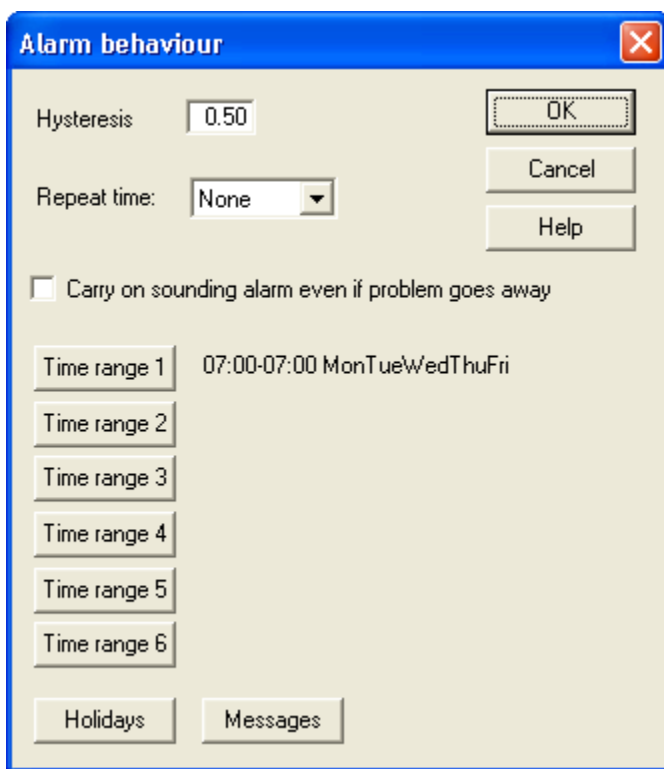 Alarm behaviour
Hysteresis 0.50 OK
Cancel
Repeat time: None
Help
Carry on sounding alarm even if problem goes away
Time range 1 07:00-07:00 MonTueWedThuFri
Time range 2
Time range 3
Time range 4
Time range 5
Time range 6
Holidays Messages